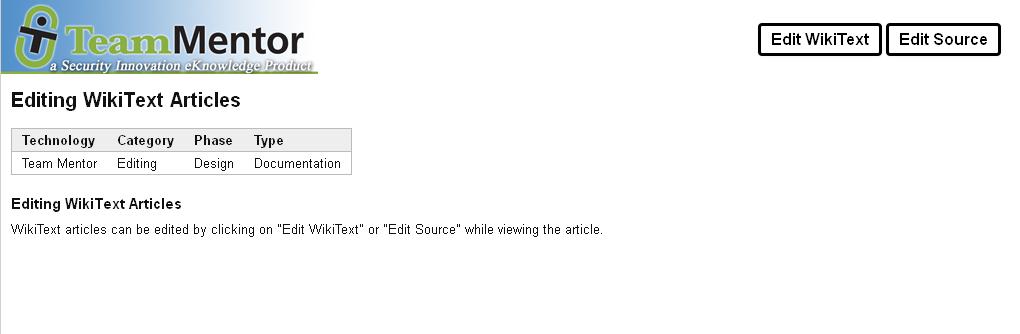 TeamMentor
a Security Innovation eKnowledge Product
Edit WikiText Edit Source
Editing WikiText Articles
Technology Category Phase Type
Team Mentor Editing Design Documentation
Editing WikiText Articles
WikiText articles can be edited by clicking on "Edit WikiText" or "Edit Source" while viewing the article.